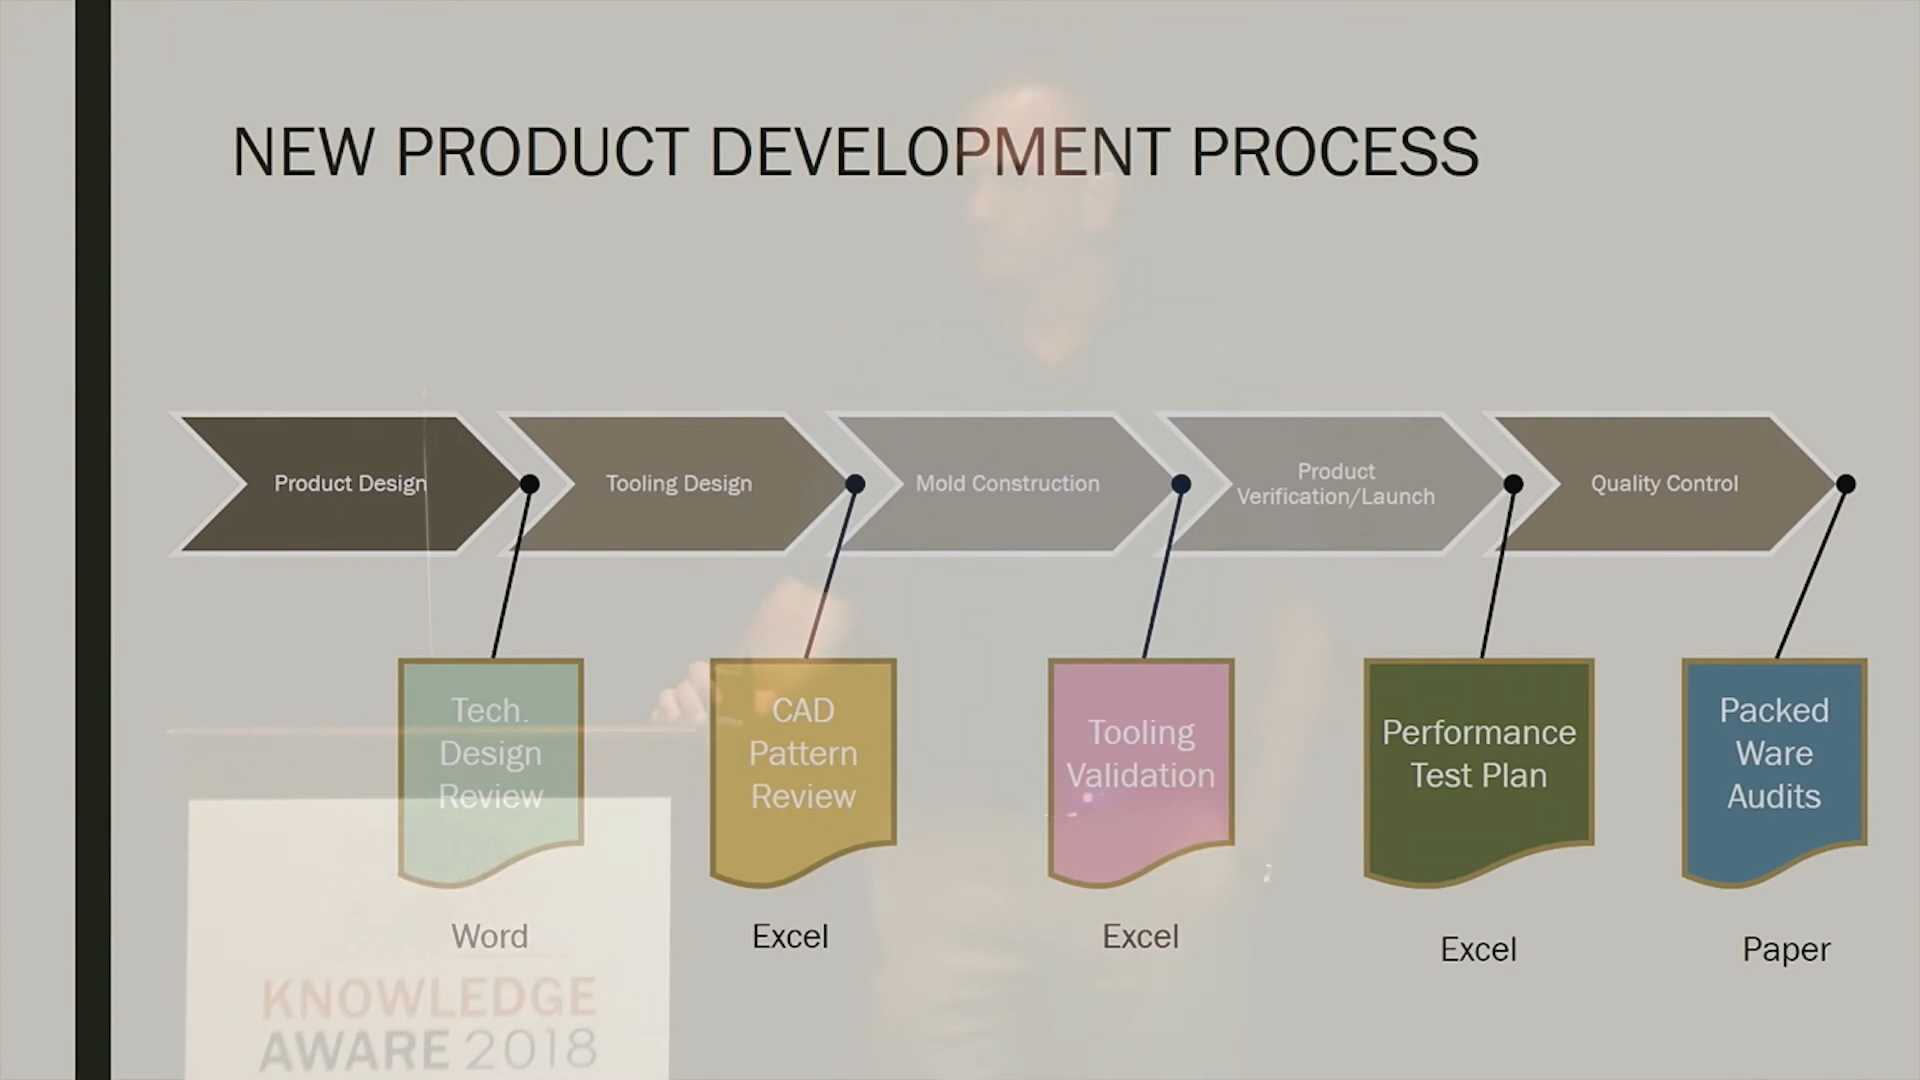 NEW PRODUCT DEVELOPMENT PROCESS
Product Design
Tooling Design
Mold Construction
Product
Verification/Launch
Quality Control
Tech.
Design
Review
CAD
Pattern
Review
Tooling
Validation
Performance
Test Plan
Packed
Ware
Audits
Word
Excel
Excel
Excel
Paper
KNOWLEDGE
AWARE 2018